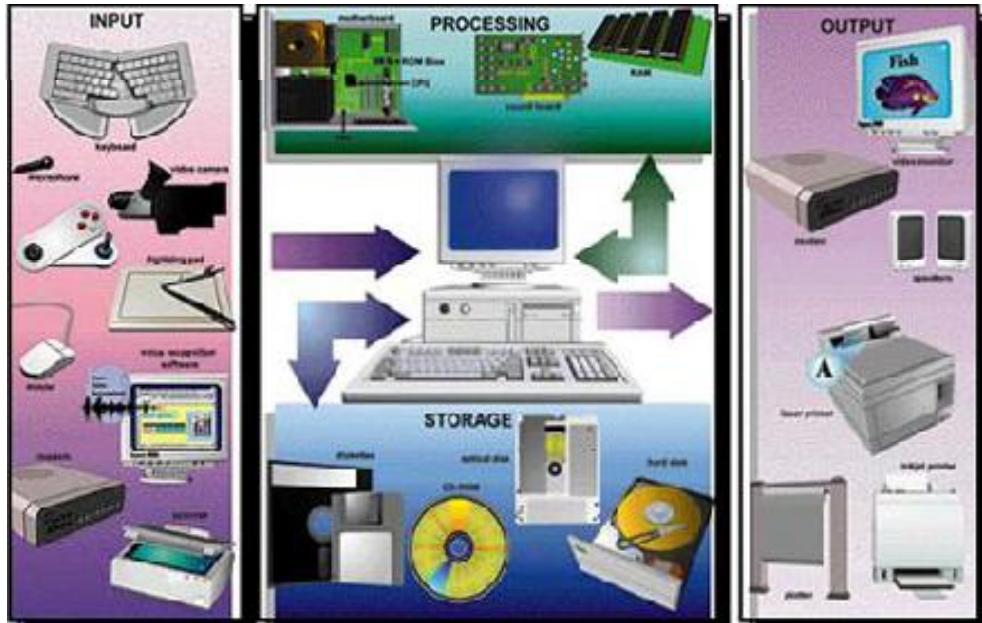 INPUT
keyboard
microphone
video camera
digitizing pad
mouse
voice recognition
software
modem
scanner
PROCESSING
motherboard
ROM Bios
CPU
sound board
RAM
STORAGE
diskettes
cd-roms
optical disk
hard disk
OUTPUT
Fish
video monitor
modem
speakers
A
laser printer
inkjet printer
plotter